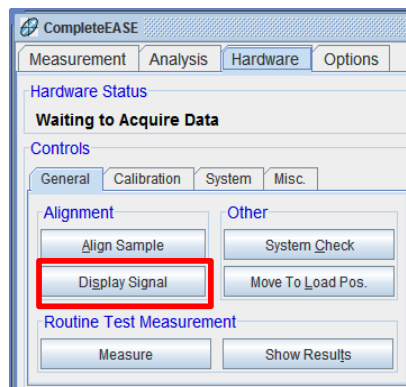 CompleteEASE
Measurement Analysis Hardware Options
Hardware Status
Waiting to Acquire Data
Controls
General Calibration System Misc.
Alignment Other
Align Sample System Check
Display Signal Move To Load Pos.
Routine Test Measurement
Measure Show Results